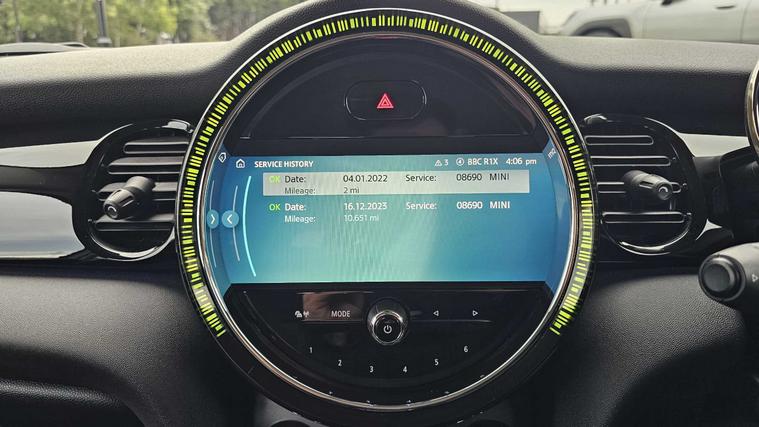 SERVICE HISTORY 3 BBC R1X 4:06 pm
OK Date: 04.01.2022 Service: 08690 MINI
Mileage: 2 mi
OK Date: 16.12.2023 Service: 08690 MINI
Mileage: 10.651 mi
MODE
1 2 3 4 5 6